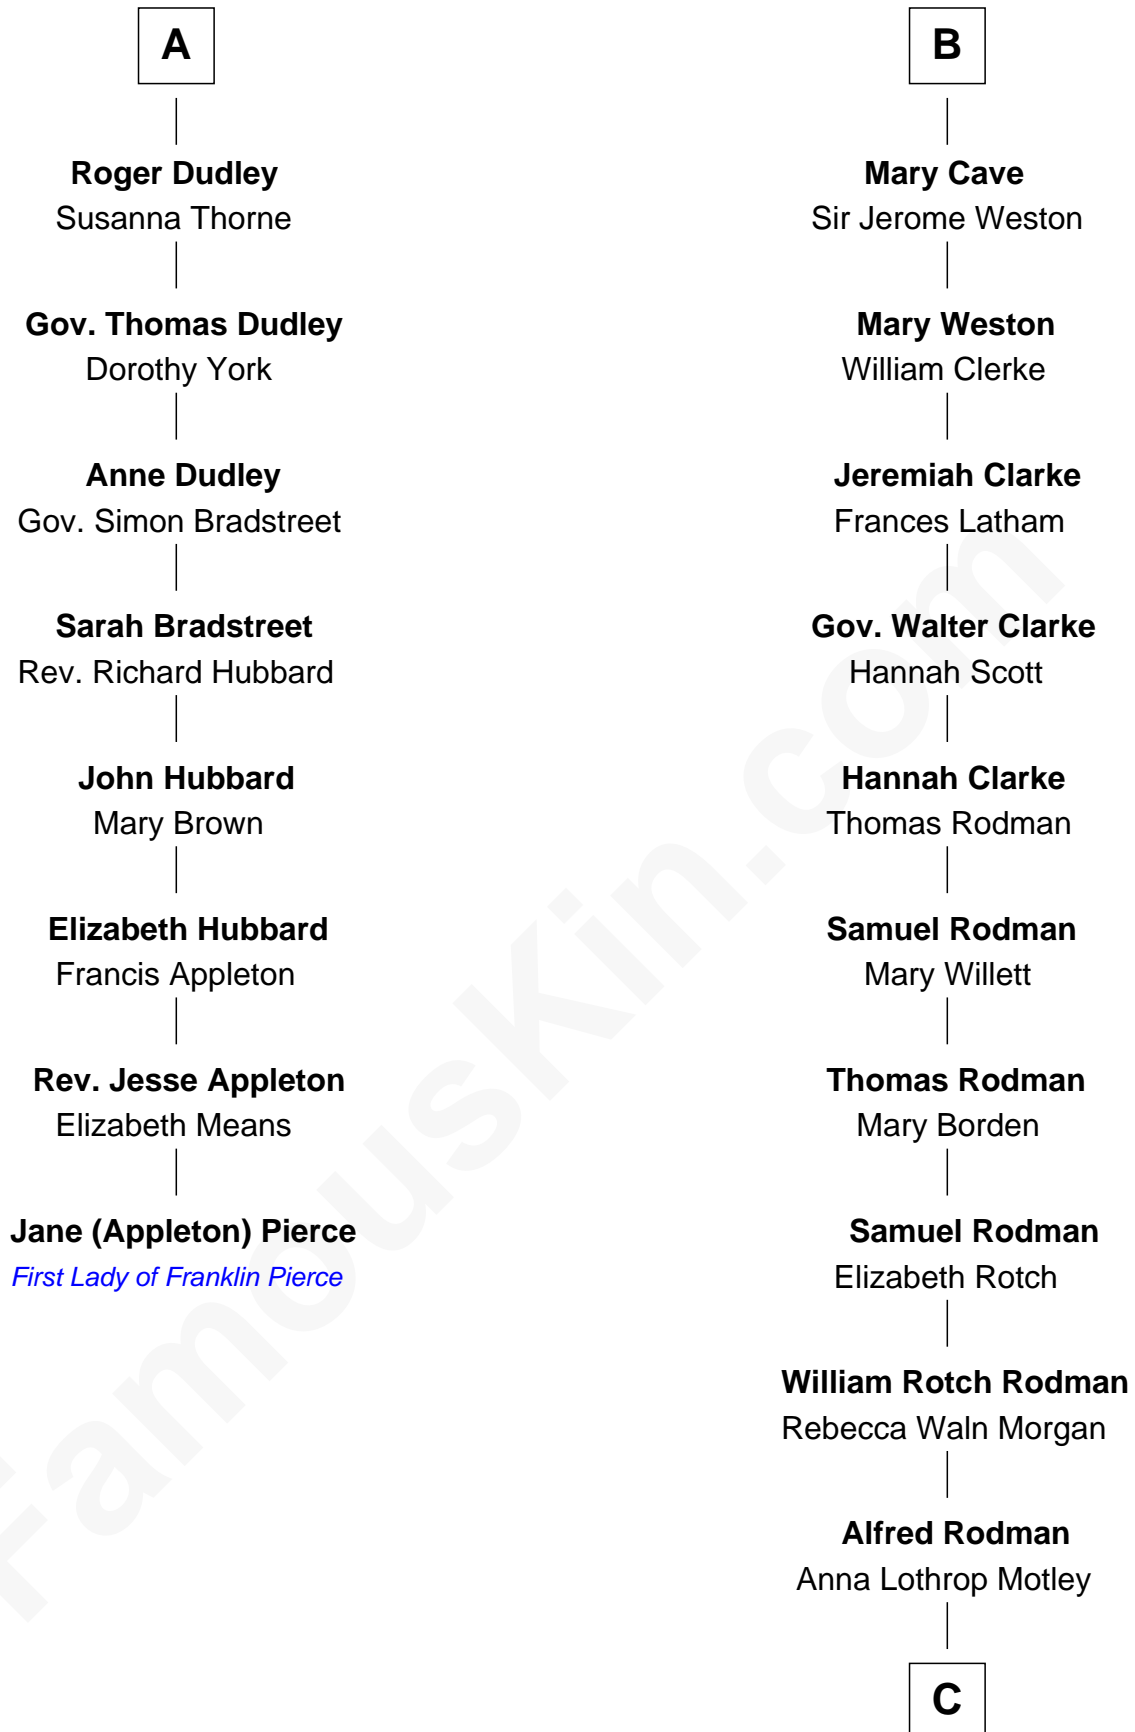 A
Roger Dudley
Susanna Thorne
Gov. Thomas Dudley
Dorothy York
Anne Dudley
Gov. Simon Bradstreet
Sarah Bradstreet
Rev. Richard Hubbard
John Hubbard
Mary Brown
Elizabeth Hubbard
Francis Appleton
Rev. Jesse Appleton
Elizabeth Means
Jane (Appleton) Pierce
First Lady of Franklin Pierce
B
Mary Cave
Sir Jerome Weston
Mary Weston
William Clerke
Jeremiah Clarke
Frances Latham
Gov. Walter Clarke
Hannah Scott
Hannah Clarke
Thomas Rodman
Samuel Rodman
Mary Willett
Thomas Rodman
Mary Borden
Samuel Rodman
Elizabeth Rotch
William Rotch Rodman
Rebecca Waln Morgan
Alfred Rodman
Anna Lothrop Motley
C
FamousKin.com